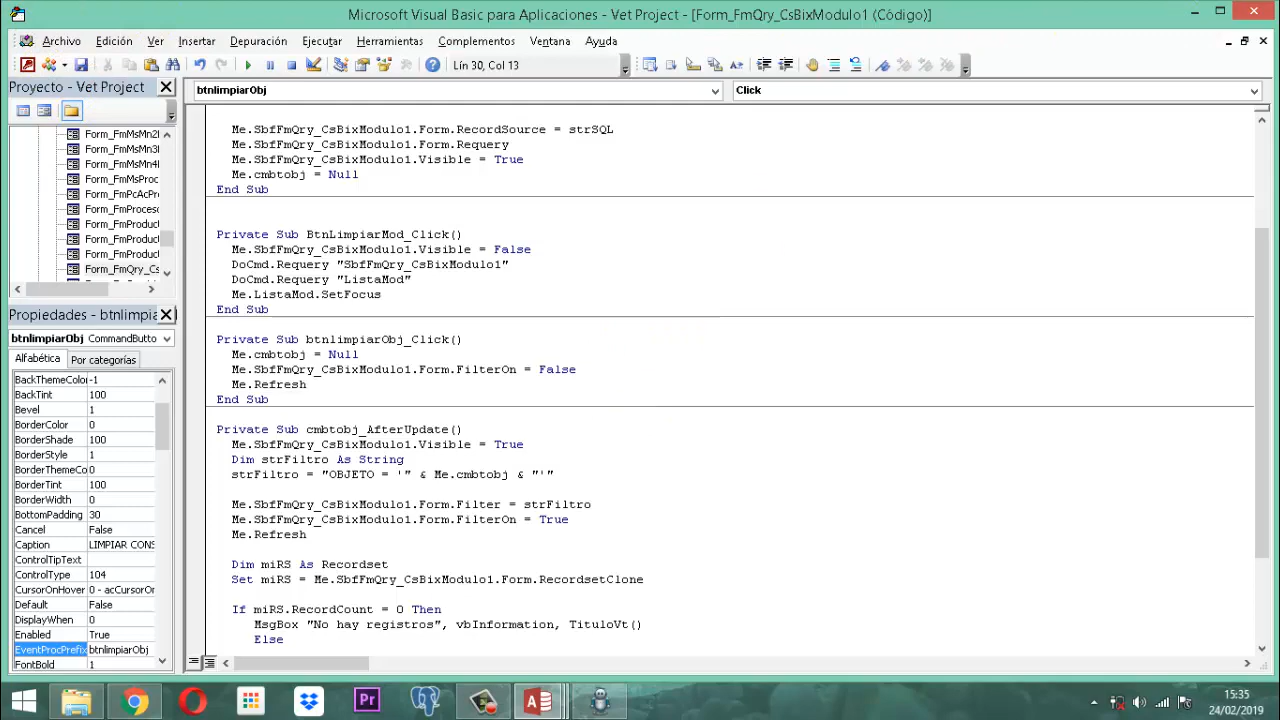 Microsoft Visual Basic para Aplicaciones - Vet Project - [Form_FmQry_CsBixModulo1 (Código)]
Archivo Edición Ver Insertar Depuración Ejecutar Herramientas Complementos Ventana Ayuda
Lín 30, Col 13
Proyecto - Vet Project
btnlimpiarObj
Click
Form_FmMsMn2
Form_FmMsMn3
Form_FmMsMn4
Form_FmMsProc
Form_FmPcAcPr
Form_FmProces
Form_FmProduc
Form_FmProduc
Form_FmProduc
Form_FmQry_Cs
Propiedades - btnlimpia
btnlimpiarObj CommandButto
Alfabética Por categorías
BackThemeColo -1
BackTint 100
Bevel 1
BorderColor 0
BorderShade 100
BorderStyle 1
BorderThemeCo 0
BorderTint 100
BorderWidth 0
BottomPadding 30
Cancel False
Caption LIMPIAR CONS
ControlTipText
ControlType 104
CursorOnHover 0 - acCursorOn
Default False
DisplayWhen 0
Enabled True
EventProcPrefix btnlimpiarObj
FontBold 1
Me.SbfFmQry_CsBixModulo1.Form.RecordSource = strSQL
Me.SbfFmQry_CsBixModulo1.Form.Requery
Me.SbfFmQry_CsBixModulo1.Visible = True
Me.cmbtobj = Null
End Sub
Private Sub BtnLimpiarMod_Click()
Me.SbfFmQry_CsBixModulo1.Visible = False
DoCmd.Requery "SbfFmQry_CsBixModulo1"
DoCmd.Requery "ListaMod"
Me.ListaMod.SetFocus
End Sub
Private Sub btnlimpiarObj_Click()
Me.cmbtobj = Null
Me.SbfFmQry_CsBixModulo1.Form.FilterOn = False
Me.Refresh
End Sub
Private Sub cmbtobj_AfterUpdate()
Me.SbfFmQry_CsBixModulo1.Visible = True
Dim strFiltro As String
strFiltro = "OBJETO = '" & Me.cmbtobj & "'"
Me.SbfFmQry_CsBixModulo1.Form.Filter = strFiltro
Me.SbfFmQry_CsBixModulo1.Form.FilterOn = True
Me.Refresh
Dim miRS As Recordset
Set miRS = Me.SbfFmQry_CsBixModulo1.Form.RecordsetClone
If miRS.RecordCount = 0 Then
MsgBox "No hay registros", vbInformation, TituloVt()
Else
Pr
15:35
24/02/2019